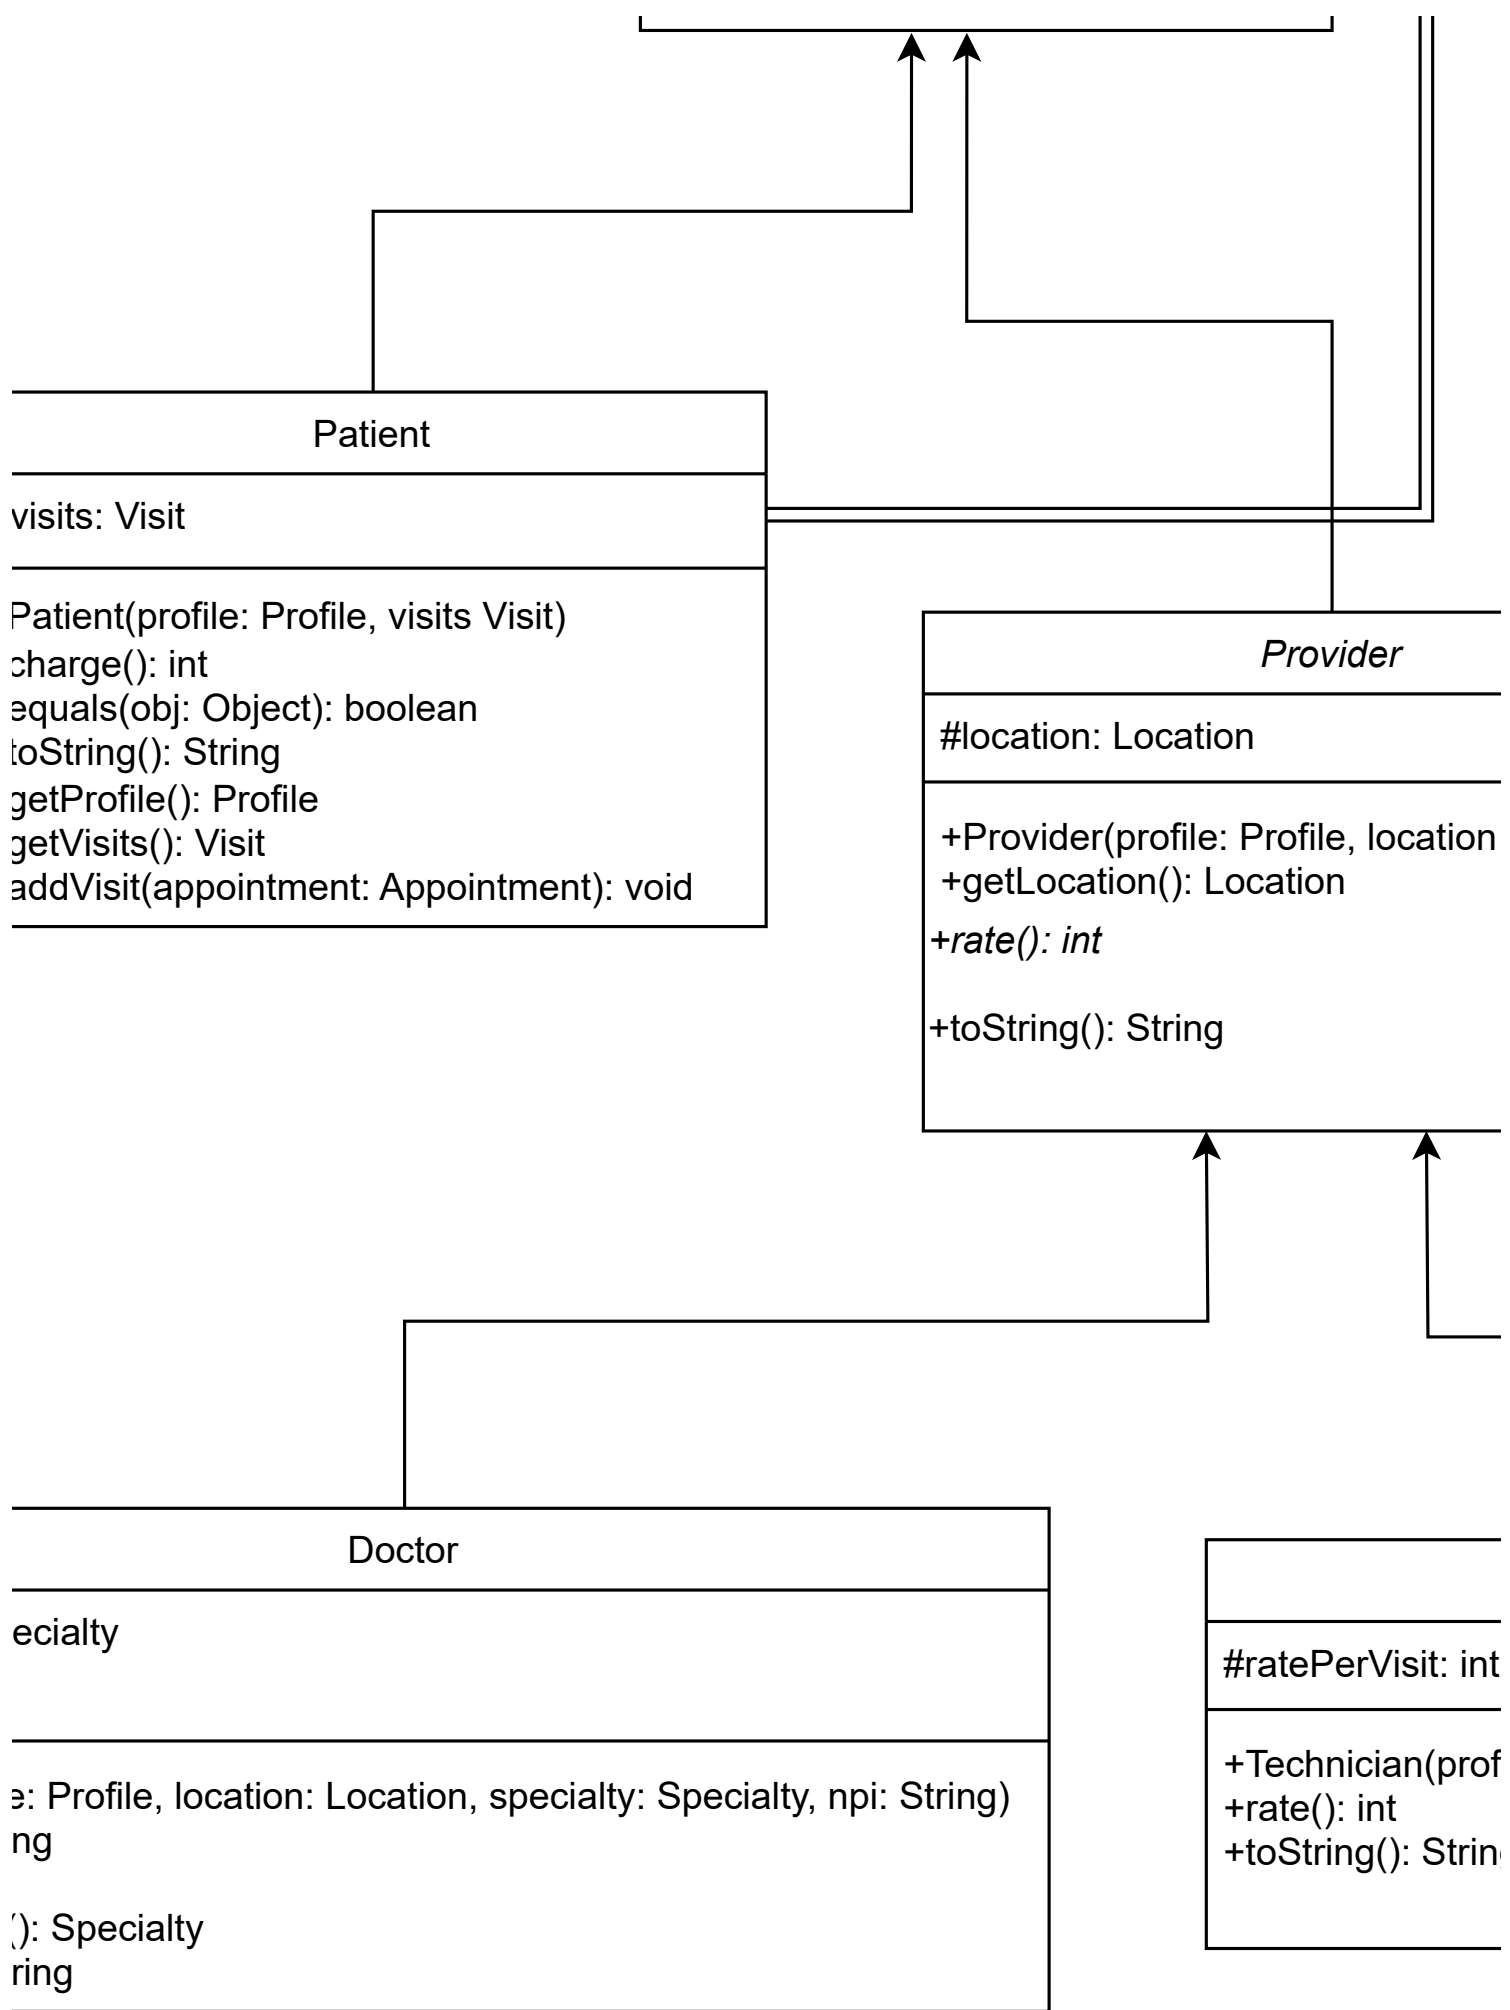 Patient
visits: Visit
Patient(profile: Profile, visits Visit)
charge(): int
equals(obj: Object): boolean
toString(): String
getProfile(): Profile
getVisits(): Visit
addVisit(appointment: Appointment): void
Provider
#location: Location
+Provider(profile: Profile, location
+getLocation(): Location
+rate(): int
+toString(): String
Doctor
ecialty
e: Profile, location: Location, specialty: Specialty, npi: String)
ng
(): Specialty
ring
#ratePerVisit: int
+Technician(prof
+rate(): int
+toString(): String